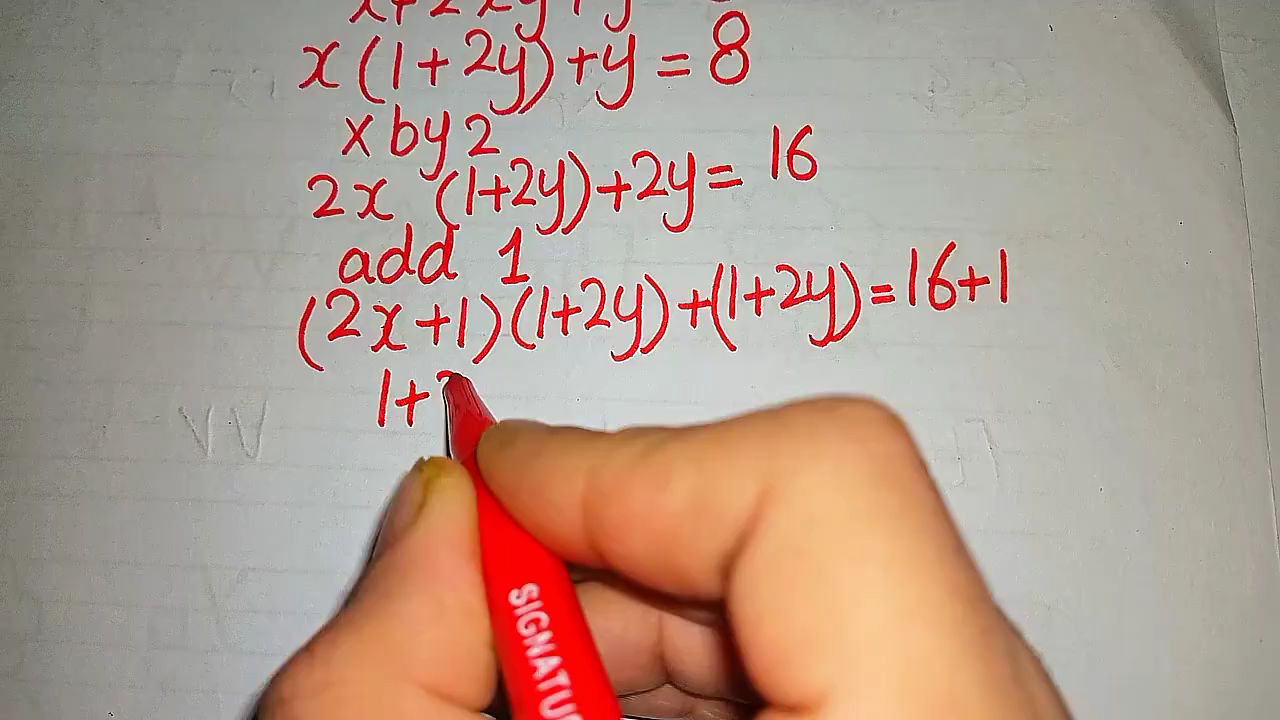 x+2xy+y
x(1+2y)+y=8
x by 2
2x (1+2y)+2y= 16
add 1
(2x+1)(1+2y)+(1+2y)=16+1
1+
SIGNATU